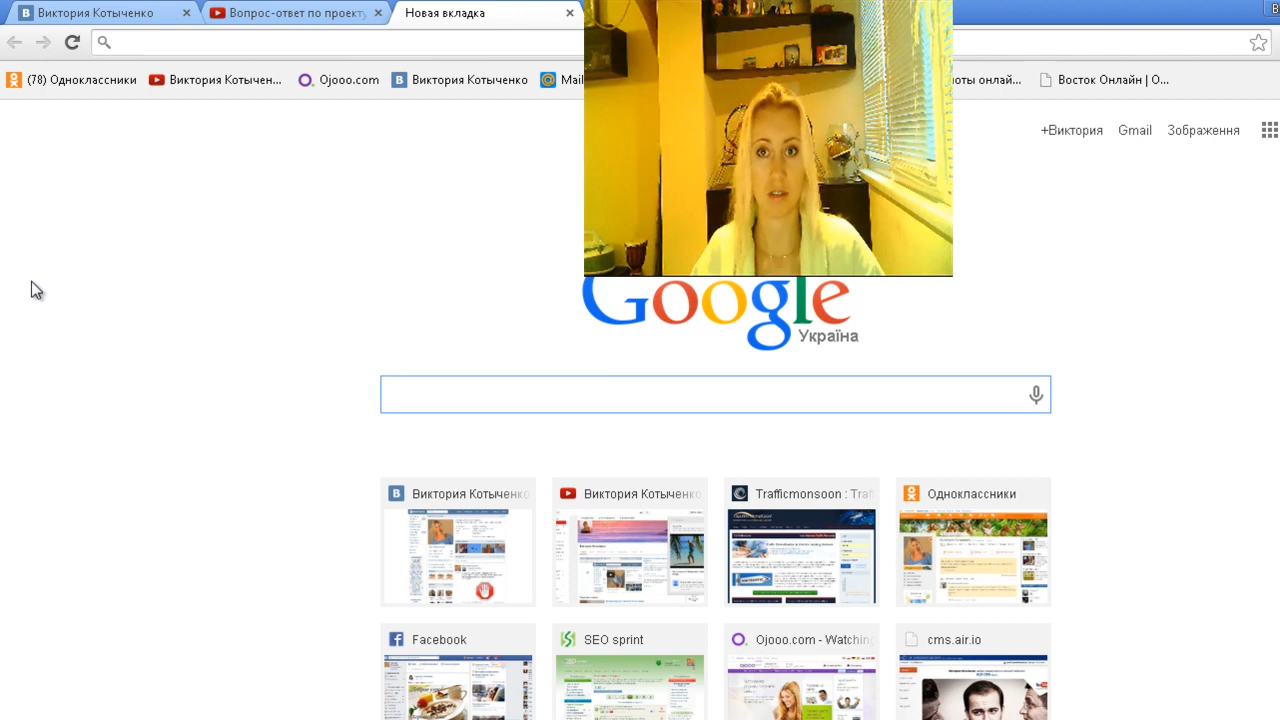 Виктория Котыченко
Вопрос-ответ по проекту
Новая вкладка
В
(78) Одноклассники
Виктория Котычен...
Ojooo.com
Виктория Котыченко
Mail
ноты онлай...
Восток Онлайн | О...
+Виктория
Gmail
Зображення
Google
Україна
Виктория Котыченко
Виктория Котыченко
Trafficmonsoon : Traf
Одноклассники
Facebook
SEO sprint
Ojooo.com - Watching
cms.air.io